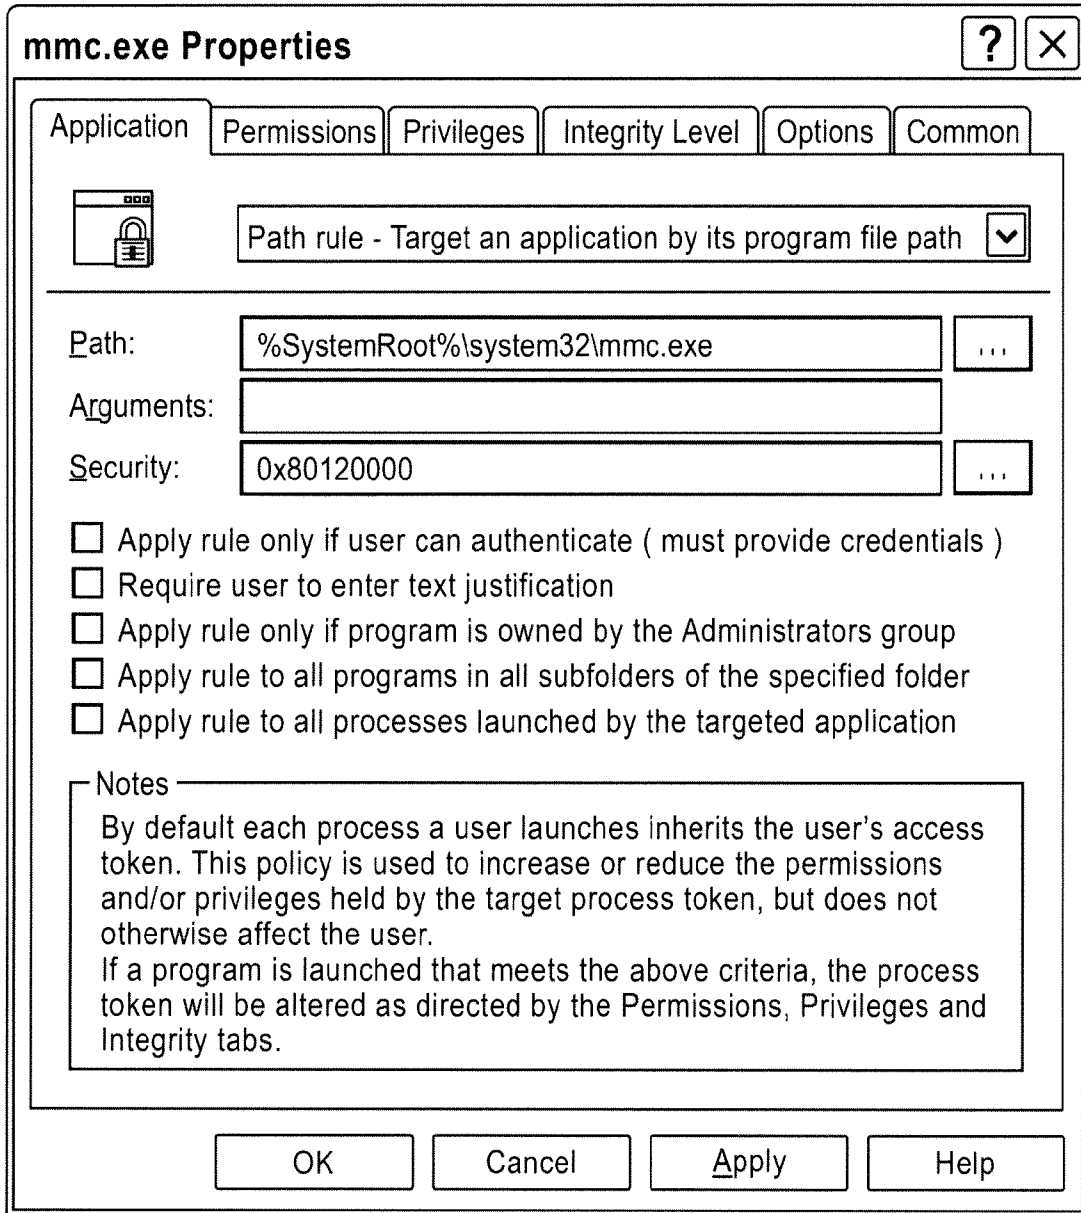 mmc.exe Properties ? X
Application Permissions Privileges Integrity Level Options Common
Path rule - Target an application by its program file path
Path: %SystemRoot%\system32\mmc.exe ...
Arguments:
Security: 0x80120000 ...
Apply rule only if user can authenticate ( must provide credentials )
Require user to enter text justification
Apply rule only if program is owned by the Administrators group
Apply rule to all programs in all subfolders of the specified folder
Apply rule to all processes launched by the targeted application
Notes
By default each process a user launches inherits the user's access
token. This policy is used to increase or reduce the permissions
and/or privileges held by the target process token, but does not
otherwise affect the user.
If a program is launched that meets the above criteria, the process
token will be altered as directed by the Permissions, Privileges and
Integrity tabs.
OK Cancel Apply Help